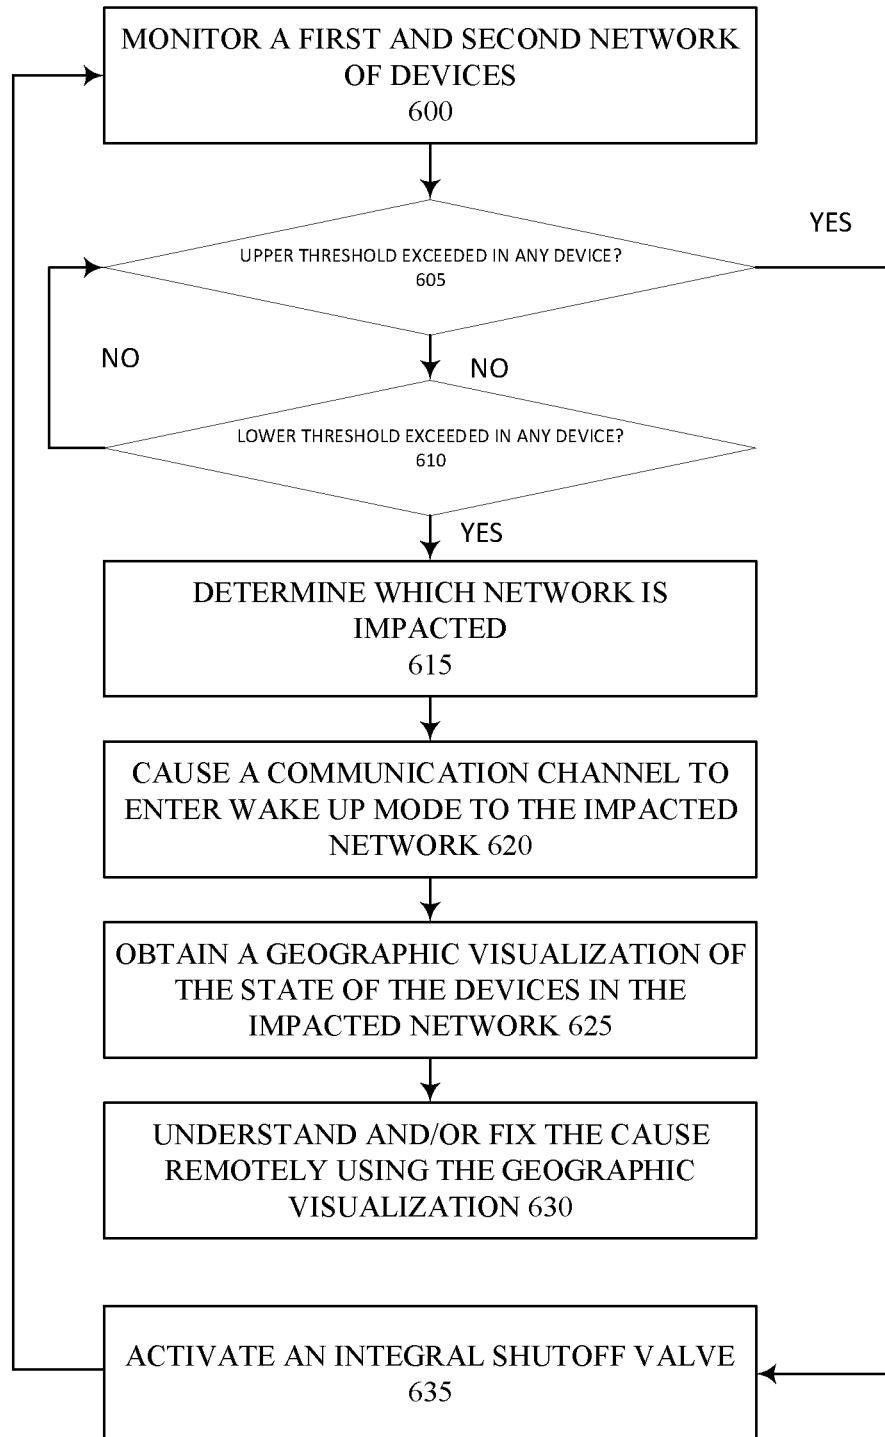 MONITOR A FIRST AND SECOND NETWORK
OF DEVICES
600
YES
UPPER THRESHOLD EXCEEDED IN ANY DEVICE?
605
NO
NO
LOWER THRESHOLD EXCEEDED IN ANY DEVICE?
610
YES
DETERMINE WHICH NETWORK IS
IMPACTED
615
CAUSE A COMMUNICATION CHANNEL TO
ENTER WAKE UP MODE TO THE IMPACTED
NETWORK 620
OBTAIN A GEOGRAPHIC VISUALIZATION OF
THE STATE OF THE DEVICES IN THE
IMPACTED NETWORK 625
UNDERSTAND AND/OR FIX THE CAUSE
REMOTELY USING THE GEOGRAPHIC
VISUALIZATION 630
ACTIVATE AN INTEGRAL SHUTOFF VALVE
635